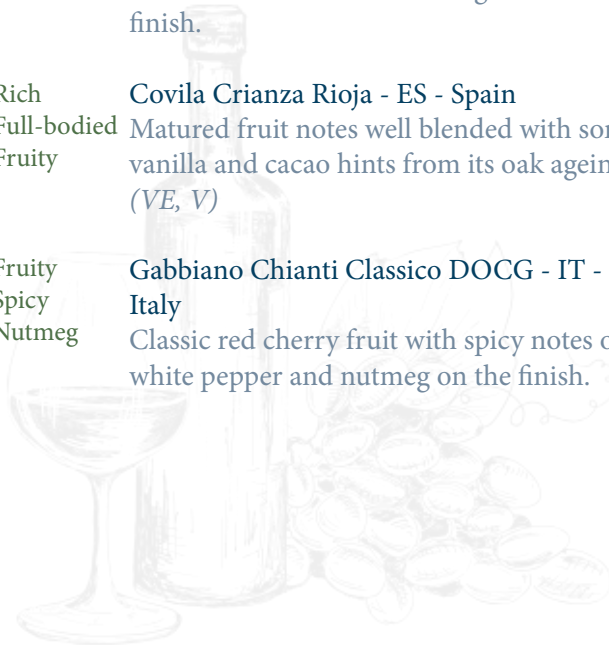 finish.
Rich
Full-bodied
Fruity
Covila Crianza Rioja - ES - Spain
Matured fruit notes well blended with
vanilla and cacao hints from its oak agein
(VE, V)
Fruity
Spicy
Nutmeg
Gabbiano Chianti Classico DOCG - IT -
Italy
Classic red cherry fruit with spicy notes o
white pepper and nutmeg on the finish.